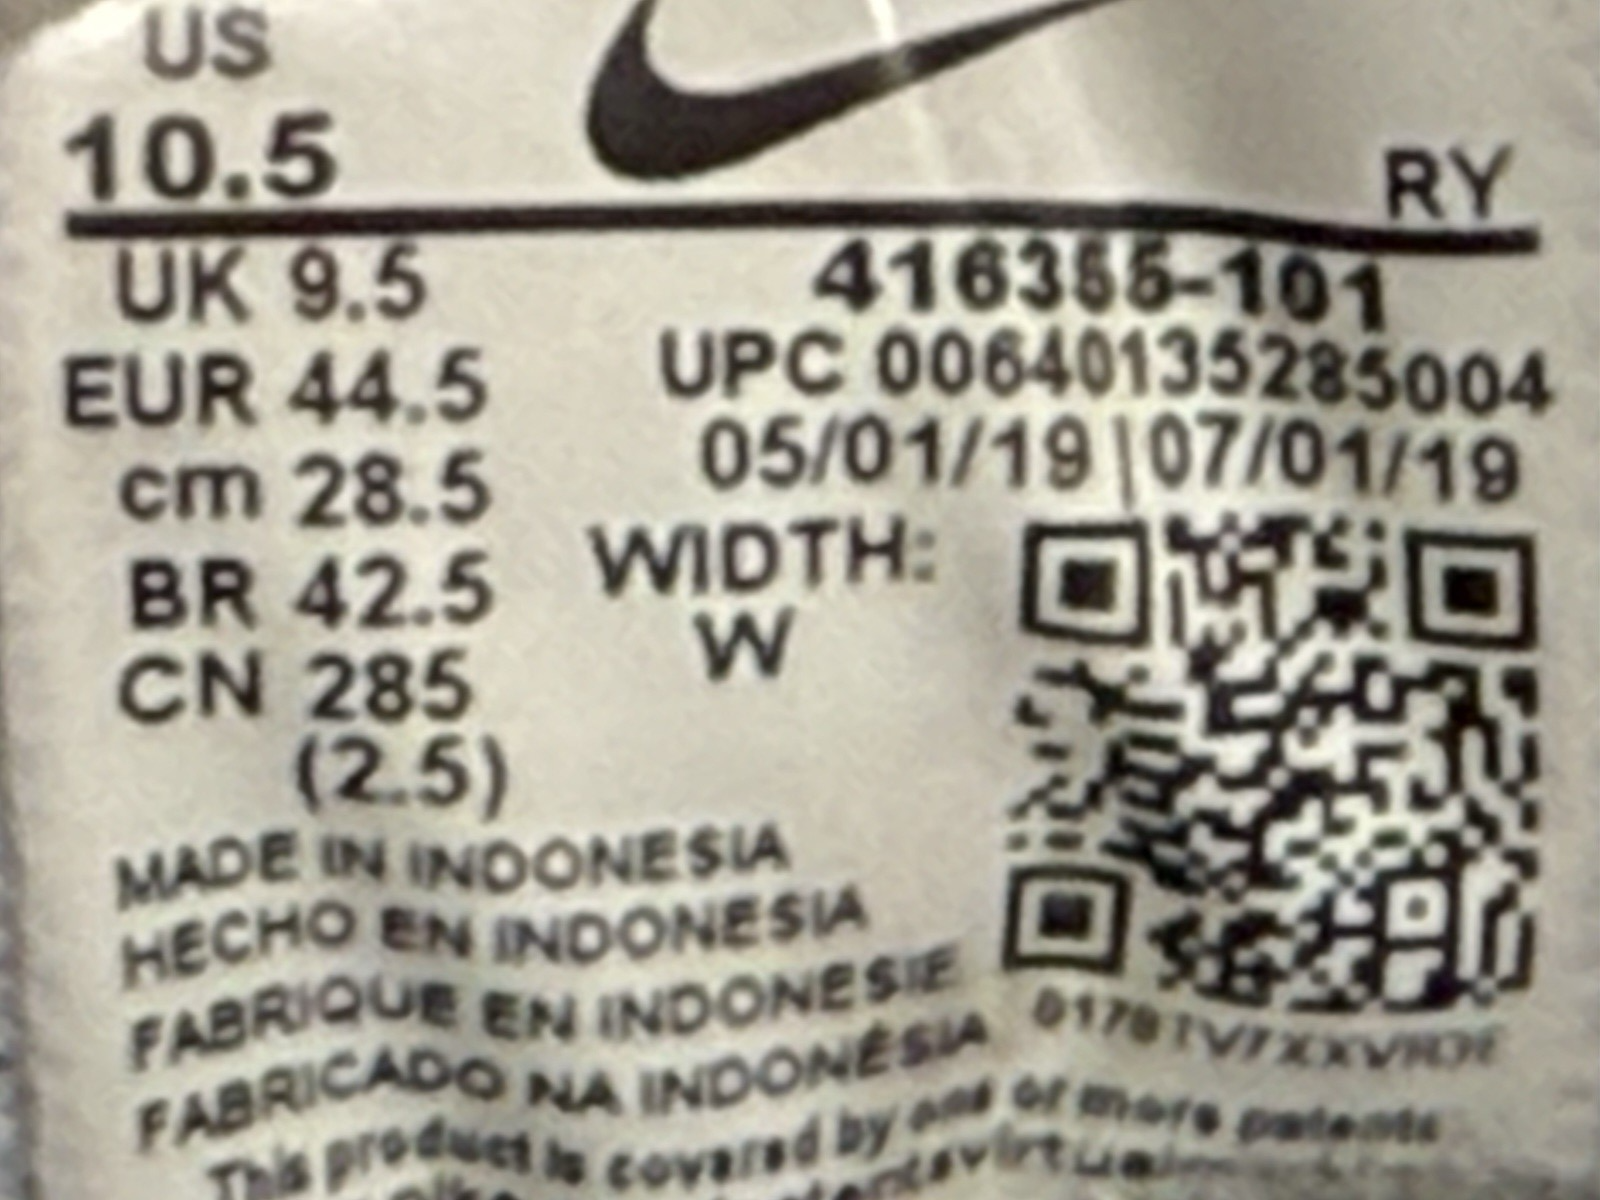 US
10.5
RY
UK 9.5
416355-101
EUR 44.5
UPC 00640135285004
cm 28.5
05/01/19 | 07/01/19
BR 42.5
WIDTH:
W
CN 285
(2.5)
MADE IN INDONESIA
HECHO EN INDONESIA
FABRIQUE EN INDONESIE
FABRICADO NA INDONÉSIA
This product is covered by one or more patents